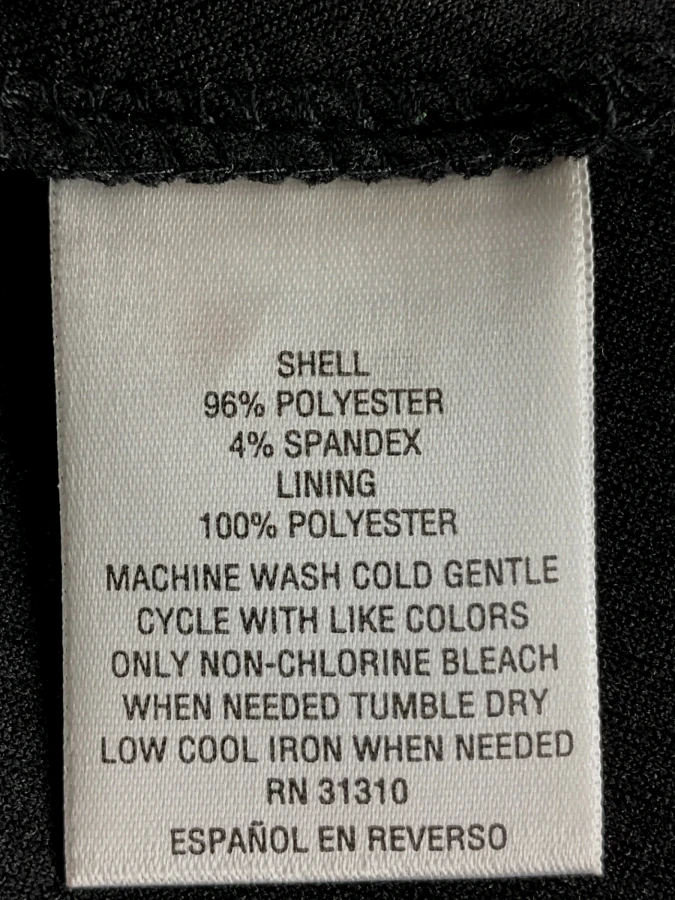 SHELL
96% POLYESTER
4% SPANDEX
LINING
100% POLYESTER
MACHINE WASH COLD GENTLE
CYCLE WITH LIKE COLORS
ONLY NON-CHLORINE BLEACH
WHEN NEEDED TUMBLE DRY
LOW COOL IRON WHEN NEEDED
RN 31310
ESPAÑOL EN REVERSO